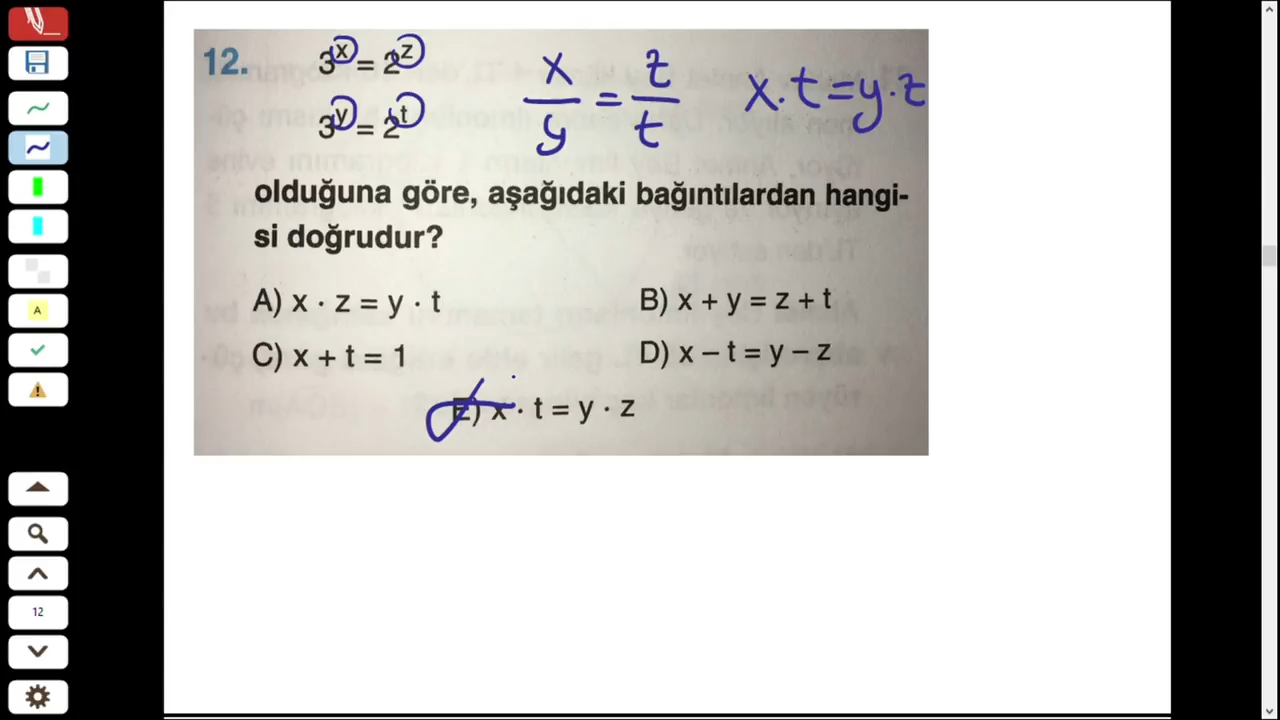 12.
3^x = 2^z
3^y = 2^t
x/y = z/t
x·t=y·z
olduğuna göre, aşağıdaki bağıntılardan hangi-
si doğrudur?
A) x · z = y · t
B) x + y = z + t
C) x + t = 1
D) x – t = y – z
E) x · t = y · z
A
12